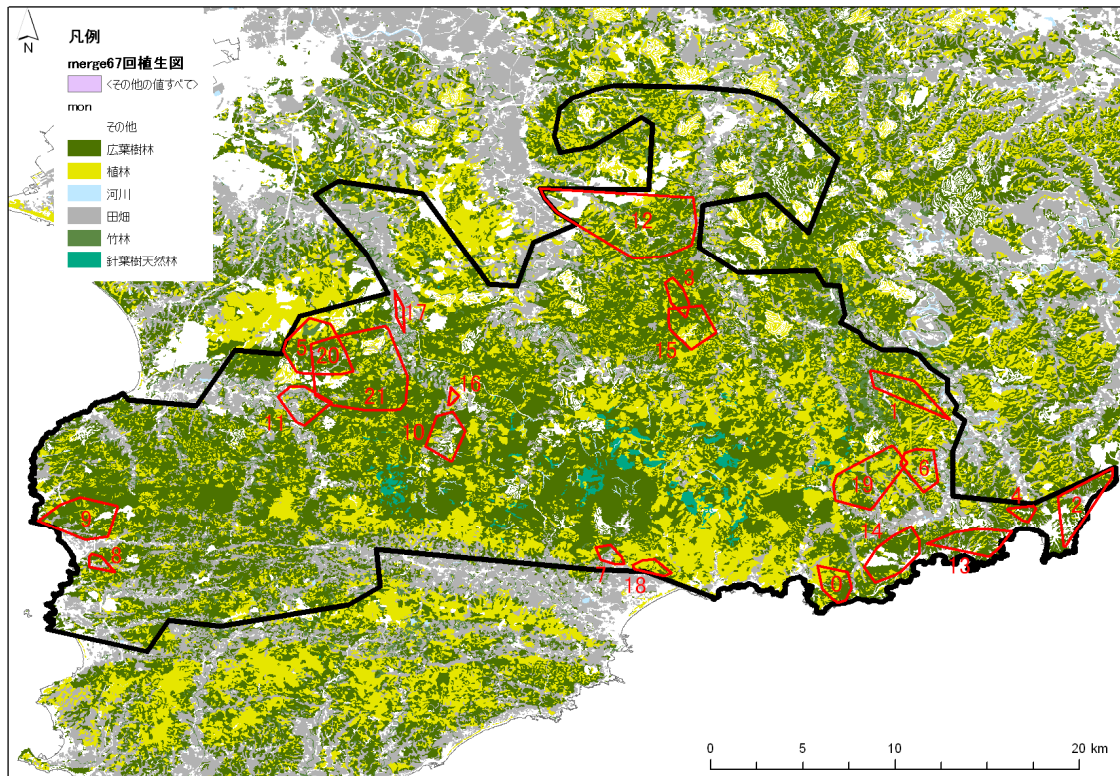 N
凡例
merge67回植生図
<その他の値すべて>
mori
その他
広葉樹林
植林
河川
田畑
竹林
針葉樹天然林
12
3
17
15
5
20
16
21
1
11
10
6
19
9
4
2
14
8
7
13
18
0
0 5 10 20 km